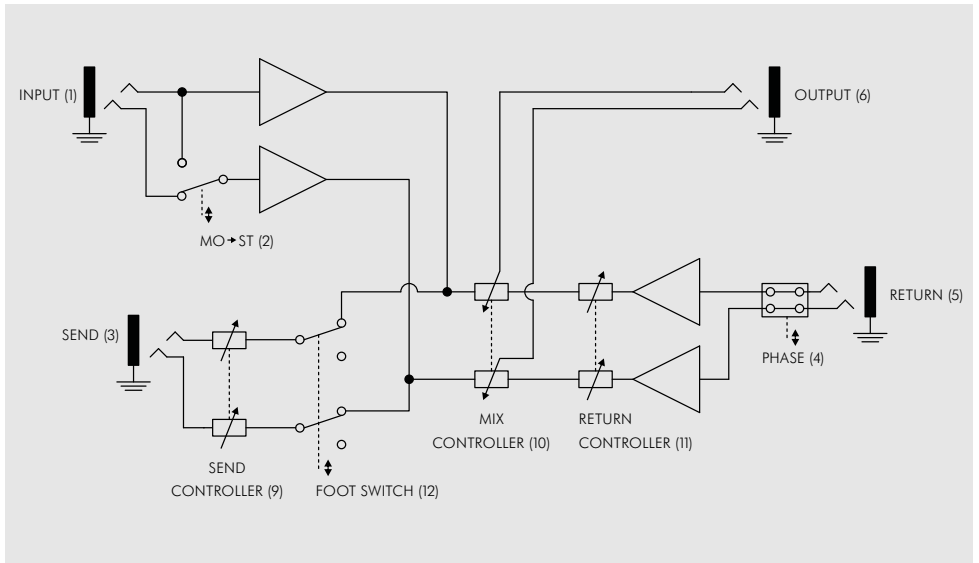 INPUT (1)
OUTPUT (6)
MO→ST (2)
RETURN (5)
SEND (3)
PHASE (4)
MIX
CONTROLLER (10)
RETURN
CONTROLLER (11)
SEND
CONTROLLER (9)
FOOT SWITCH (12)